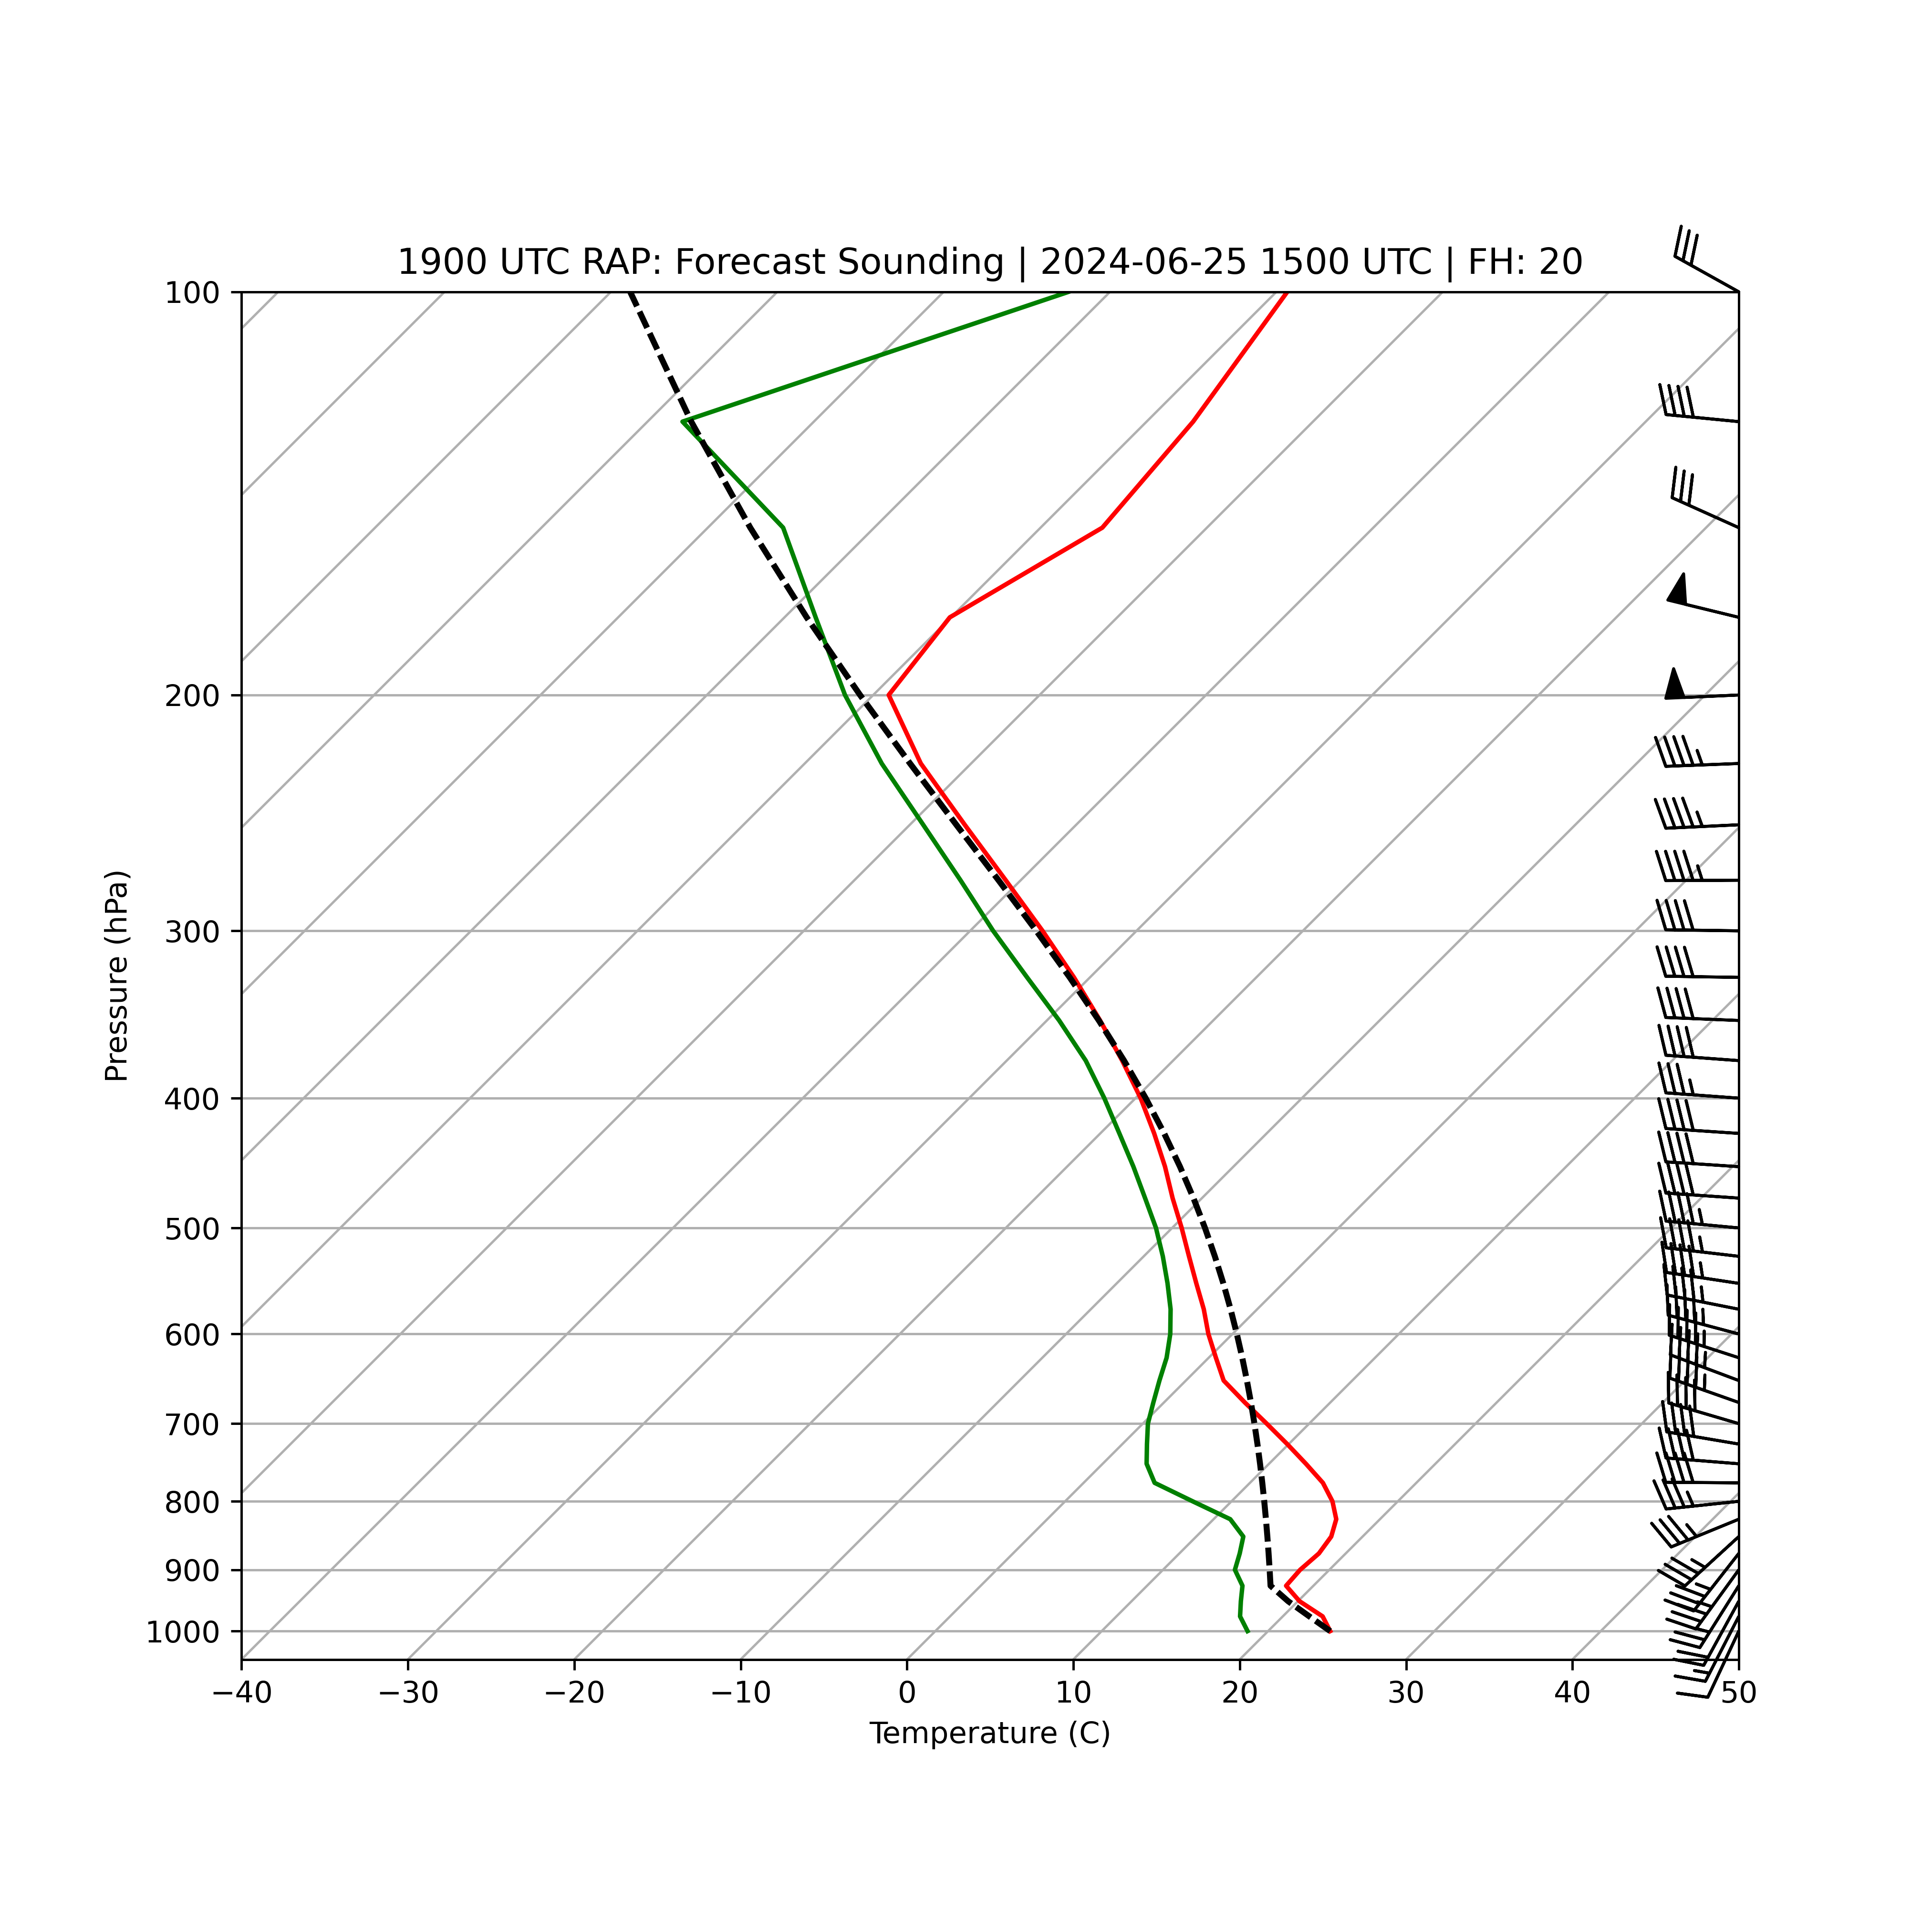 1900 UTC RAP: Forecast Sounding | 2024-06-25 1500 UTC | FH: 20
100
200
300
400
500
600
700
800
900
1000
Pressure (hPa)
−40 −30 −20 −10 0 10 20 30 40 50
Temperature (C)